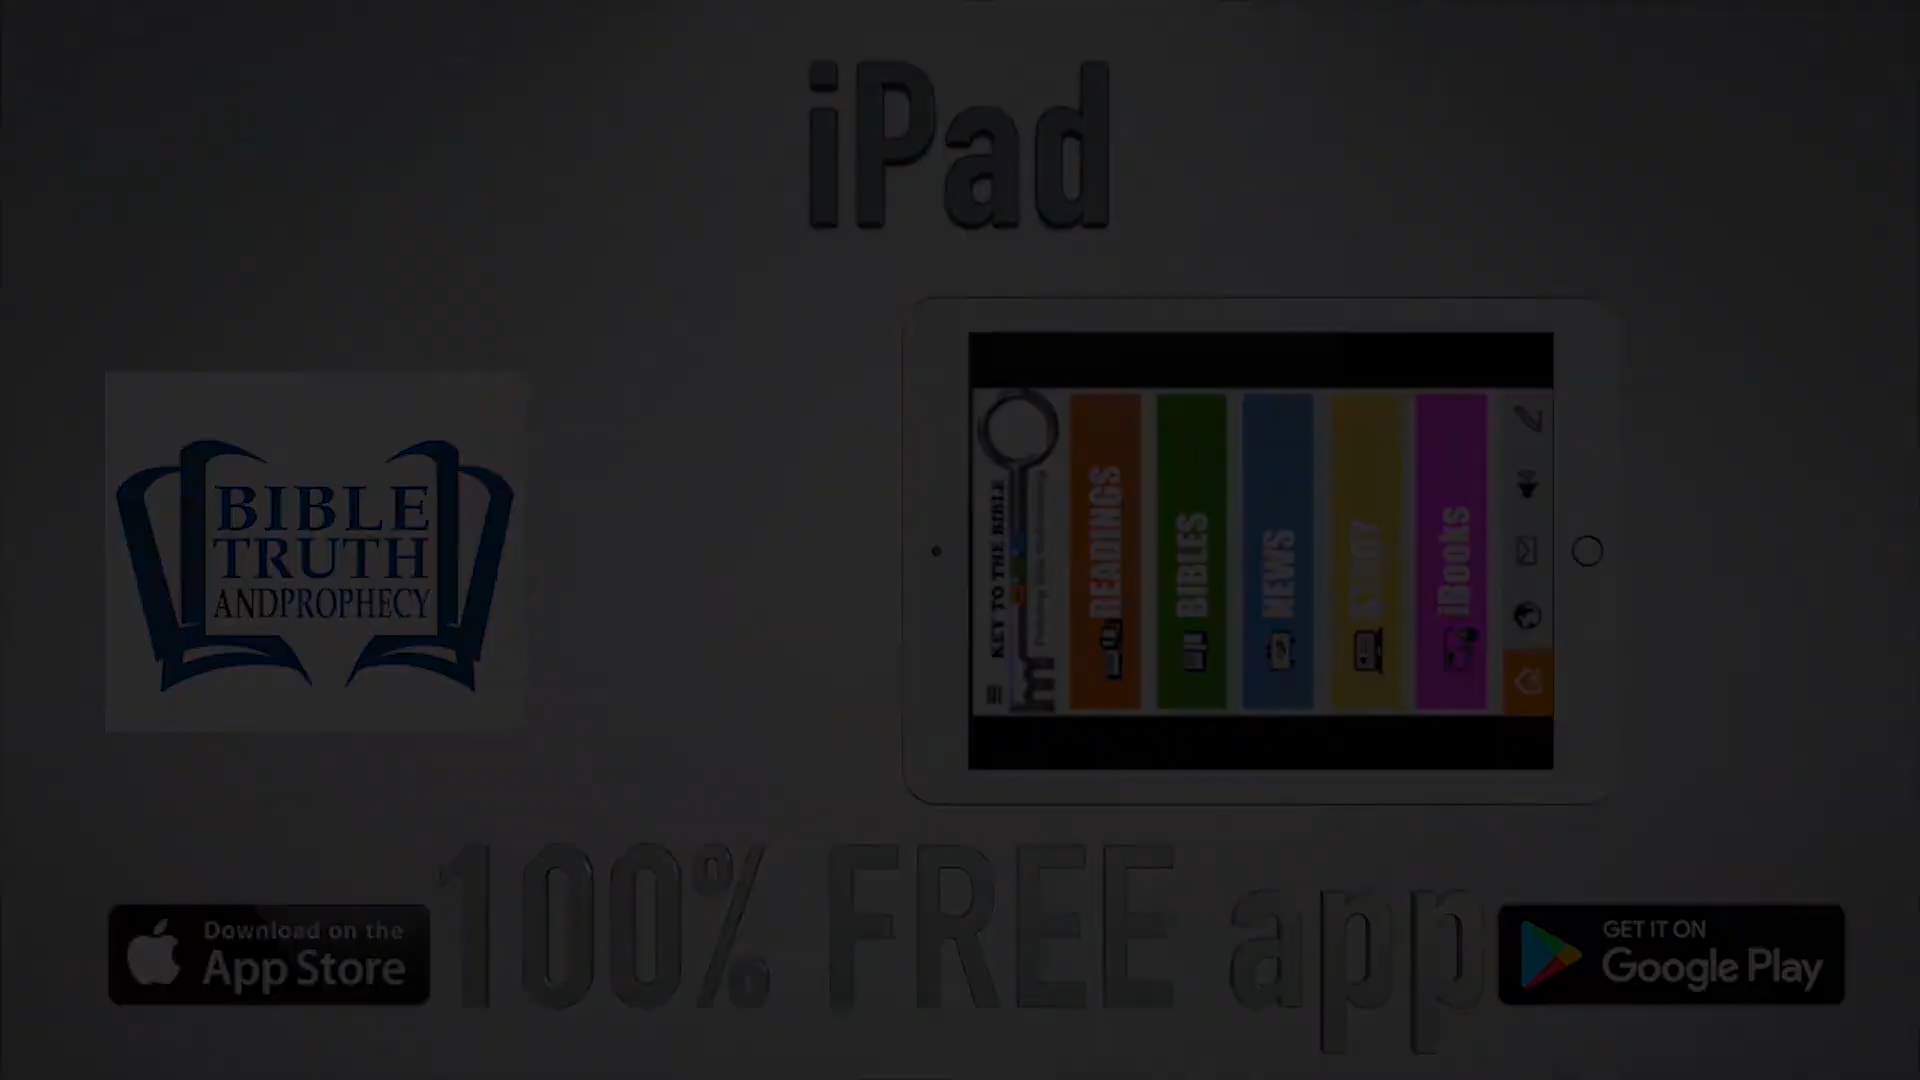 iPad
BIBLE
TRUTH
ANDPROPHECY
KEY TO THE BIBLE
READINGS
BIBLES
NEWS
STUDY
iBooks
100% FREE app
Download on the
App Store
GET IT ON
Google Play